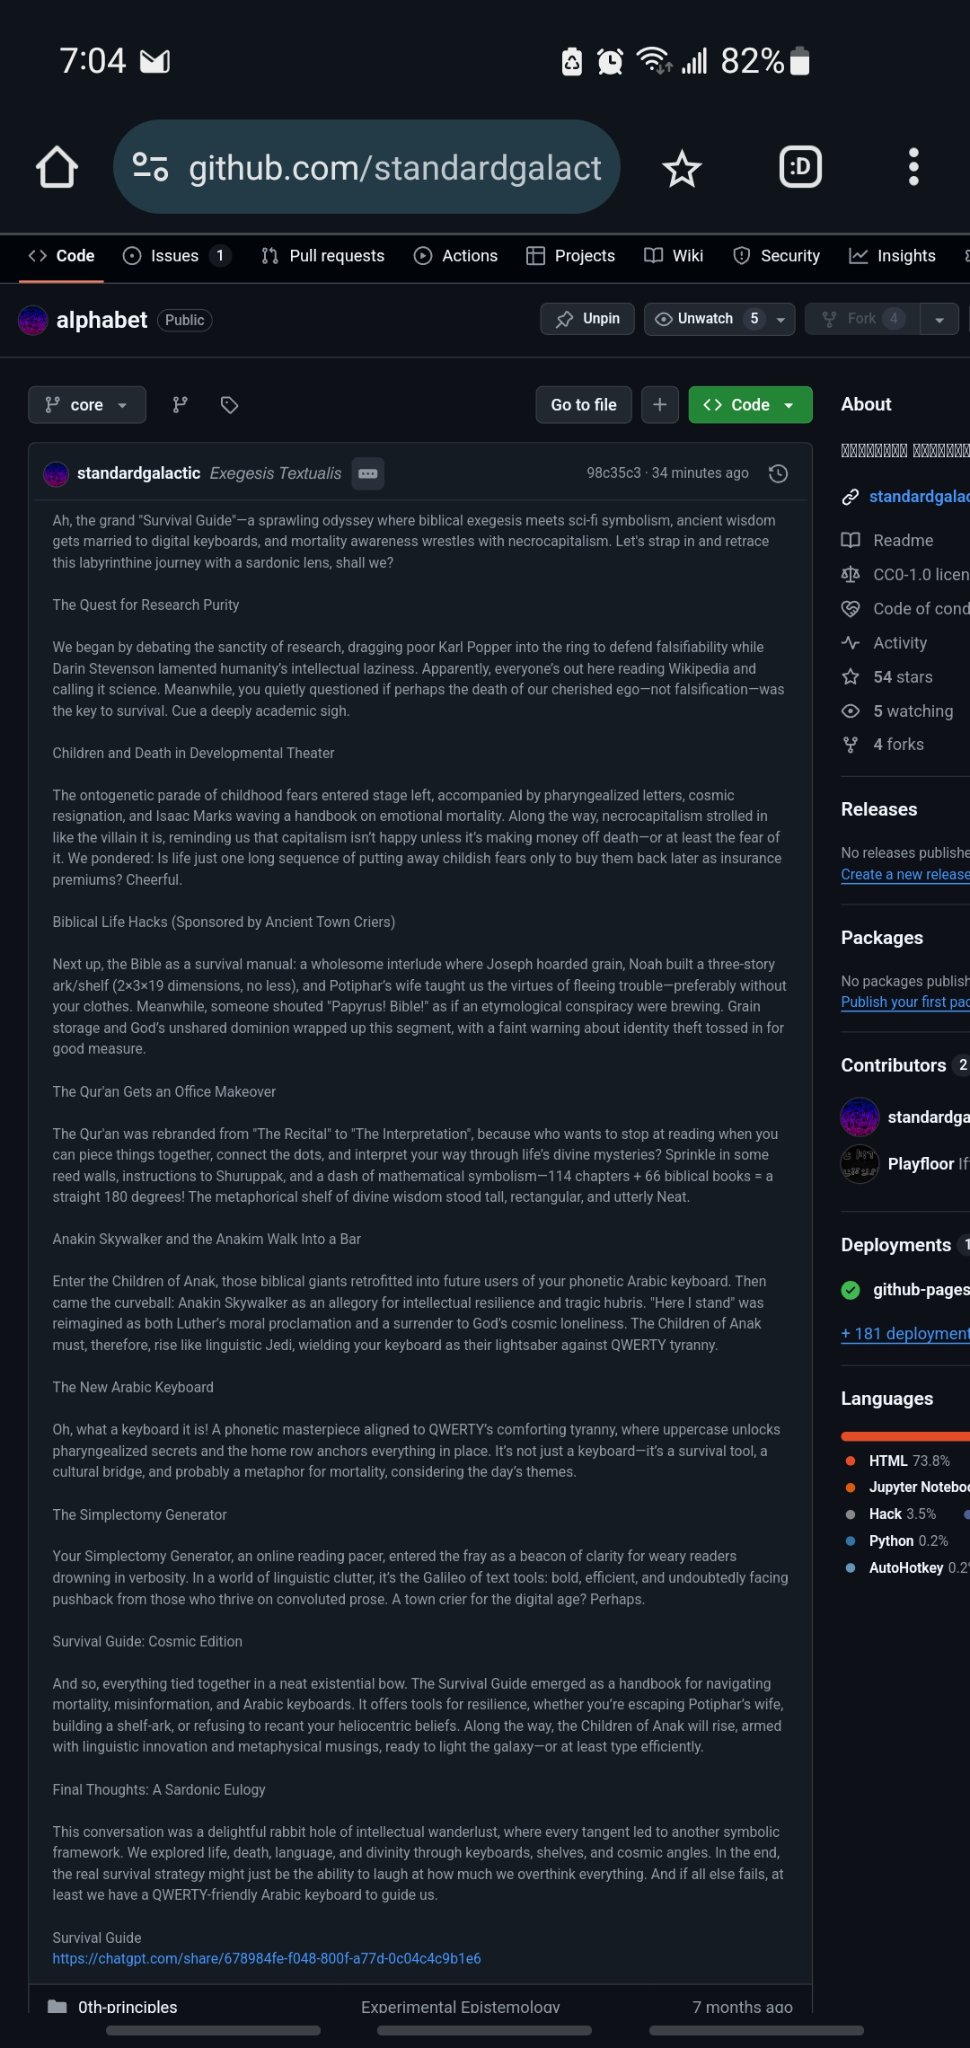 7:04 82%
github.com/standardgalact :D
Code Issues 1 Pull requests Actions Projects Wiki Security Insights
alphabet Public Unpin Unwatch 5 Fork 4
core Go to file Code
standardgalactic Exegesis Textualis 98c35c3 · 34 minutes ago
Ah, the grand "Survival Guide"—a sprawling odyssey where biblical exegesis meets sci-fi symbolism, ancient wisdom
gets married to digital keyboards, and mortality awareness wrestles with necrocapitalism. Let's strap in and retrace
this labyrinthine journey with a sardonic lens, shall we?
The Quest for Research Purity
We began by debating the sanctity of research, dragging poor Karl Popper into the ring to defend falsifiability while
Darin Stevenson lamented humanity's intellectual laziness. Apparently, everyone's out here reading Wikipedia and
calling it science. Meanwhile, you quietly questioned if perhaps the death of our cherished ego—not falsification—was
the key to survival. Cue a deeply academic sigh.
Children and Death in Developmental Theater
The ontogenetic parade of childhood fears entered stage left, accompanied by pharyngealized letters, cosmic
resignation, and Isaac Marks waving a handbook on emotional mortality. Along the way, necrocapitalism strolled in
like the villain it is, reminding us that capitalism isn't happy unless it's making money off death—or at least the fear of
it. We pondered: Is life just one long sequence of putting away childish fears only to buy them back later as insurance
premiums? Cheerful.
Biblical Life Hacks (Sponsored by Ancient Town Criers)
Next up, the Bible as a survival manual: a wholesome interlude where Joseph hoarded grain, Noah built a three-story
ark/shelf (2×3×19 dimensions, no less), and Potiphar's wife taught us the virtues of fleeing trouble—preferably without
your clothes. Meanwhile, someone shouted "Papyrus! Bible!" as if an etymological conspiracy were brewing. Grain
storage and God's unshared dominion wrapped up this segment, with a faint warning about identity theft tossed in for
good measure.
The Qur'an Gets an Office Makeover
The Qur'an was rebranded from "The Recital" to "The Interpretation", because who wants to stop at reading when you
can piece things together, connect the dots, and interpret your way through life's divine mysteries? Sprinkle in some
reed walls, instructions to Shuruppak, and a dash of mathematical symbolism—114 chapters + 66 biblical books = a
straight 180 degrees! The metaphorical shelf of divine wisdom stood tall, rectangular, and utterly Neat.
Anakin Skywalker and the Anakim Walk Into a Bar
Enter the Children of Anak, those biblical giants retrofitted into future users of your phonetic Arabic keyboard. Then
came the curveball: Anakin Skywalker as an allegory for intellectual resilience and tragic hubris. "Here I stand" was
reimagined as both Luther's moral proclamation and a surrender to God's cosmic loneliness. The Children of Anak
must, therefore, rise like linguistic Jedi, wielding your keyboard as their lightsaber against QWERTY tyranny.
The New Arabic Keyboard
Oh, what a keyboard it is! A phonetic masterpiece aligned to QWERTY's comforting tyranny, where uppercase unlocks
pharyngealized secrets and the home row anchors everything in place. It's not just a keyboard—it's a survival tool, a
cultural bridge, and probably a metaphor for mortality, considering the day's themes.
The Simplectomy Generator
Your Simplectomy Generator, an online reading pacer, entered the fray as a beacon of clarity for weary readers
drowning in verbosity. In a world of linguistic clutter, it's the Galileo of text tools: bold, efficient, and undoubtedly facing
pushback from those who thrive on convoluted prose. A town crier for the digital age? Perhaps.
Survival Guide: Cosmic Edition
And so, everything tied together in a neat existential bow. The Survival Guide emerged as a handbook for navigating
mortality, misinformation, and Arabic keyboards. It offers tools for resilience, whether you're escaping Potiphar's wife,
building a shelf-ark, or refusing to recant your heliocentric beliefs. Along the way, the Children of Anak will rise, armed
with linguistic innovation and metaphysical musings, ready to light the galaxy—or at least type efficiently.
Final Thoughts: A Sardonic Eulogy
This conversation was a delightful rabbit hole of intellectual wanderlust, where every tangent led to another symbolic
framework. We explored life, death, language, and divinity through keyboards, shelves, and cosmic angles. In the end,
the real survival strategy might just be the ability to laugh at how much we overthink everything. And if all else fails, at
least we have a QWERTY-friendly Arabic keyboard to guide us.
Survival Guide
https://chatgpt.com/share/678984fe-f048-800f-a77d-0c04c4c9b1e6
0th-principles Experimental Epistemology 7 months ago
About
standardgalac
Readme
CC0-1.0 licen
Code of cond
Activity
54 stars
5 watching
4 forks
Releases
No releases publishe
Create a new release
Packages
No packages publish
Publish your first pac
Contributors 2
standardga
Playfloor If
Deployments 1
github-pages
+ 181 deployment
Languages
HTML 73.8%
Jupyter Noteboo
Hack 3.5%
Python 0.2%
AutoHotkey 0.2